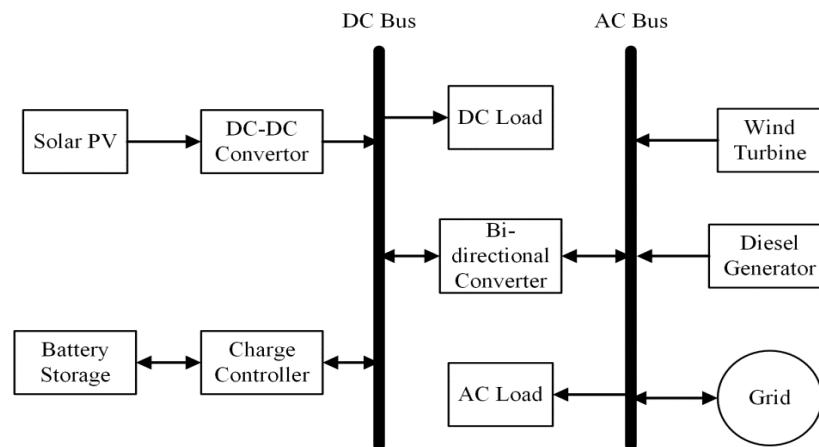 DC Bus
AC Bus
Solar PV
DC-DC
Convertor
DC Load
Wind
Turbine
Bi-
directional
Converter
Diesel
Generator
Battery
Storage
Charge
Controller
AC Load
Grid